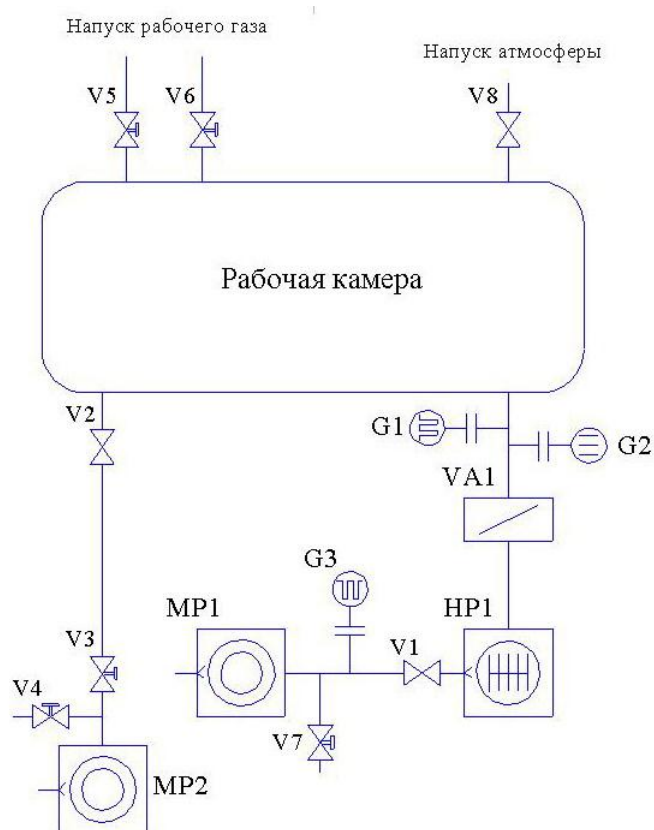 Напуск рабочего газа
Напуск атмосферы
V5
V6
V8
Рабочая камера
V2
G1
G2
VA1
G3
MP1
HP1
V3
V1
V4
V7
MP2